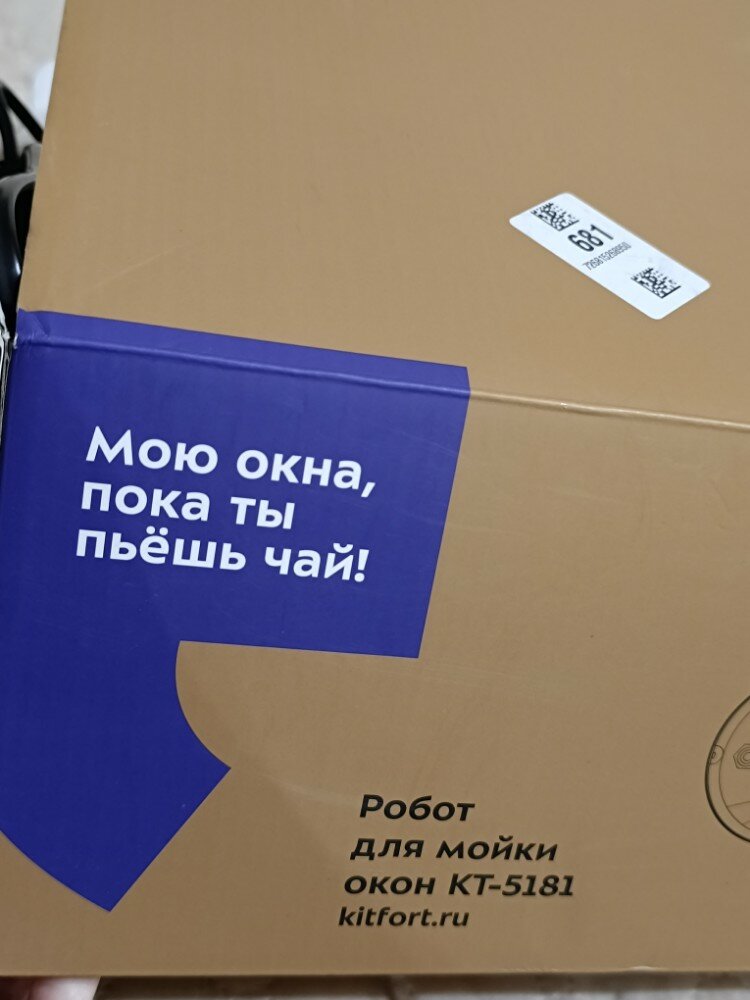 681
Мою окна,
пока ты
пьёшь чай!
Робот
для мойки
окон КТ-5181
kitfort.ru